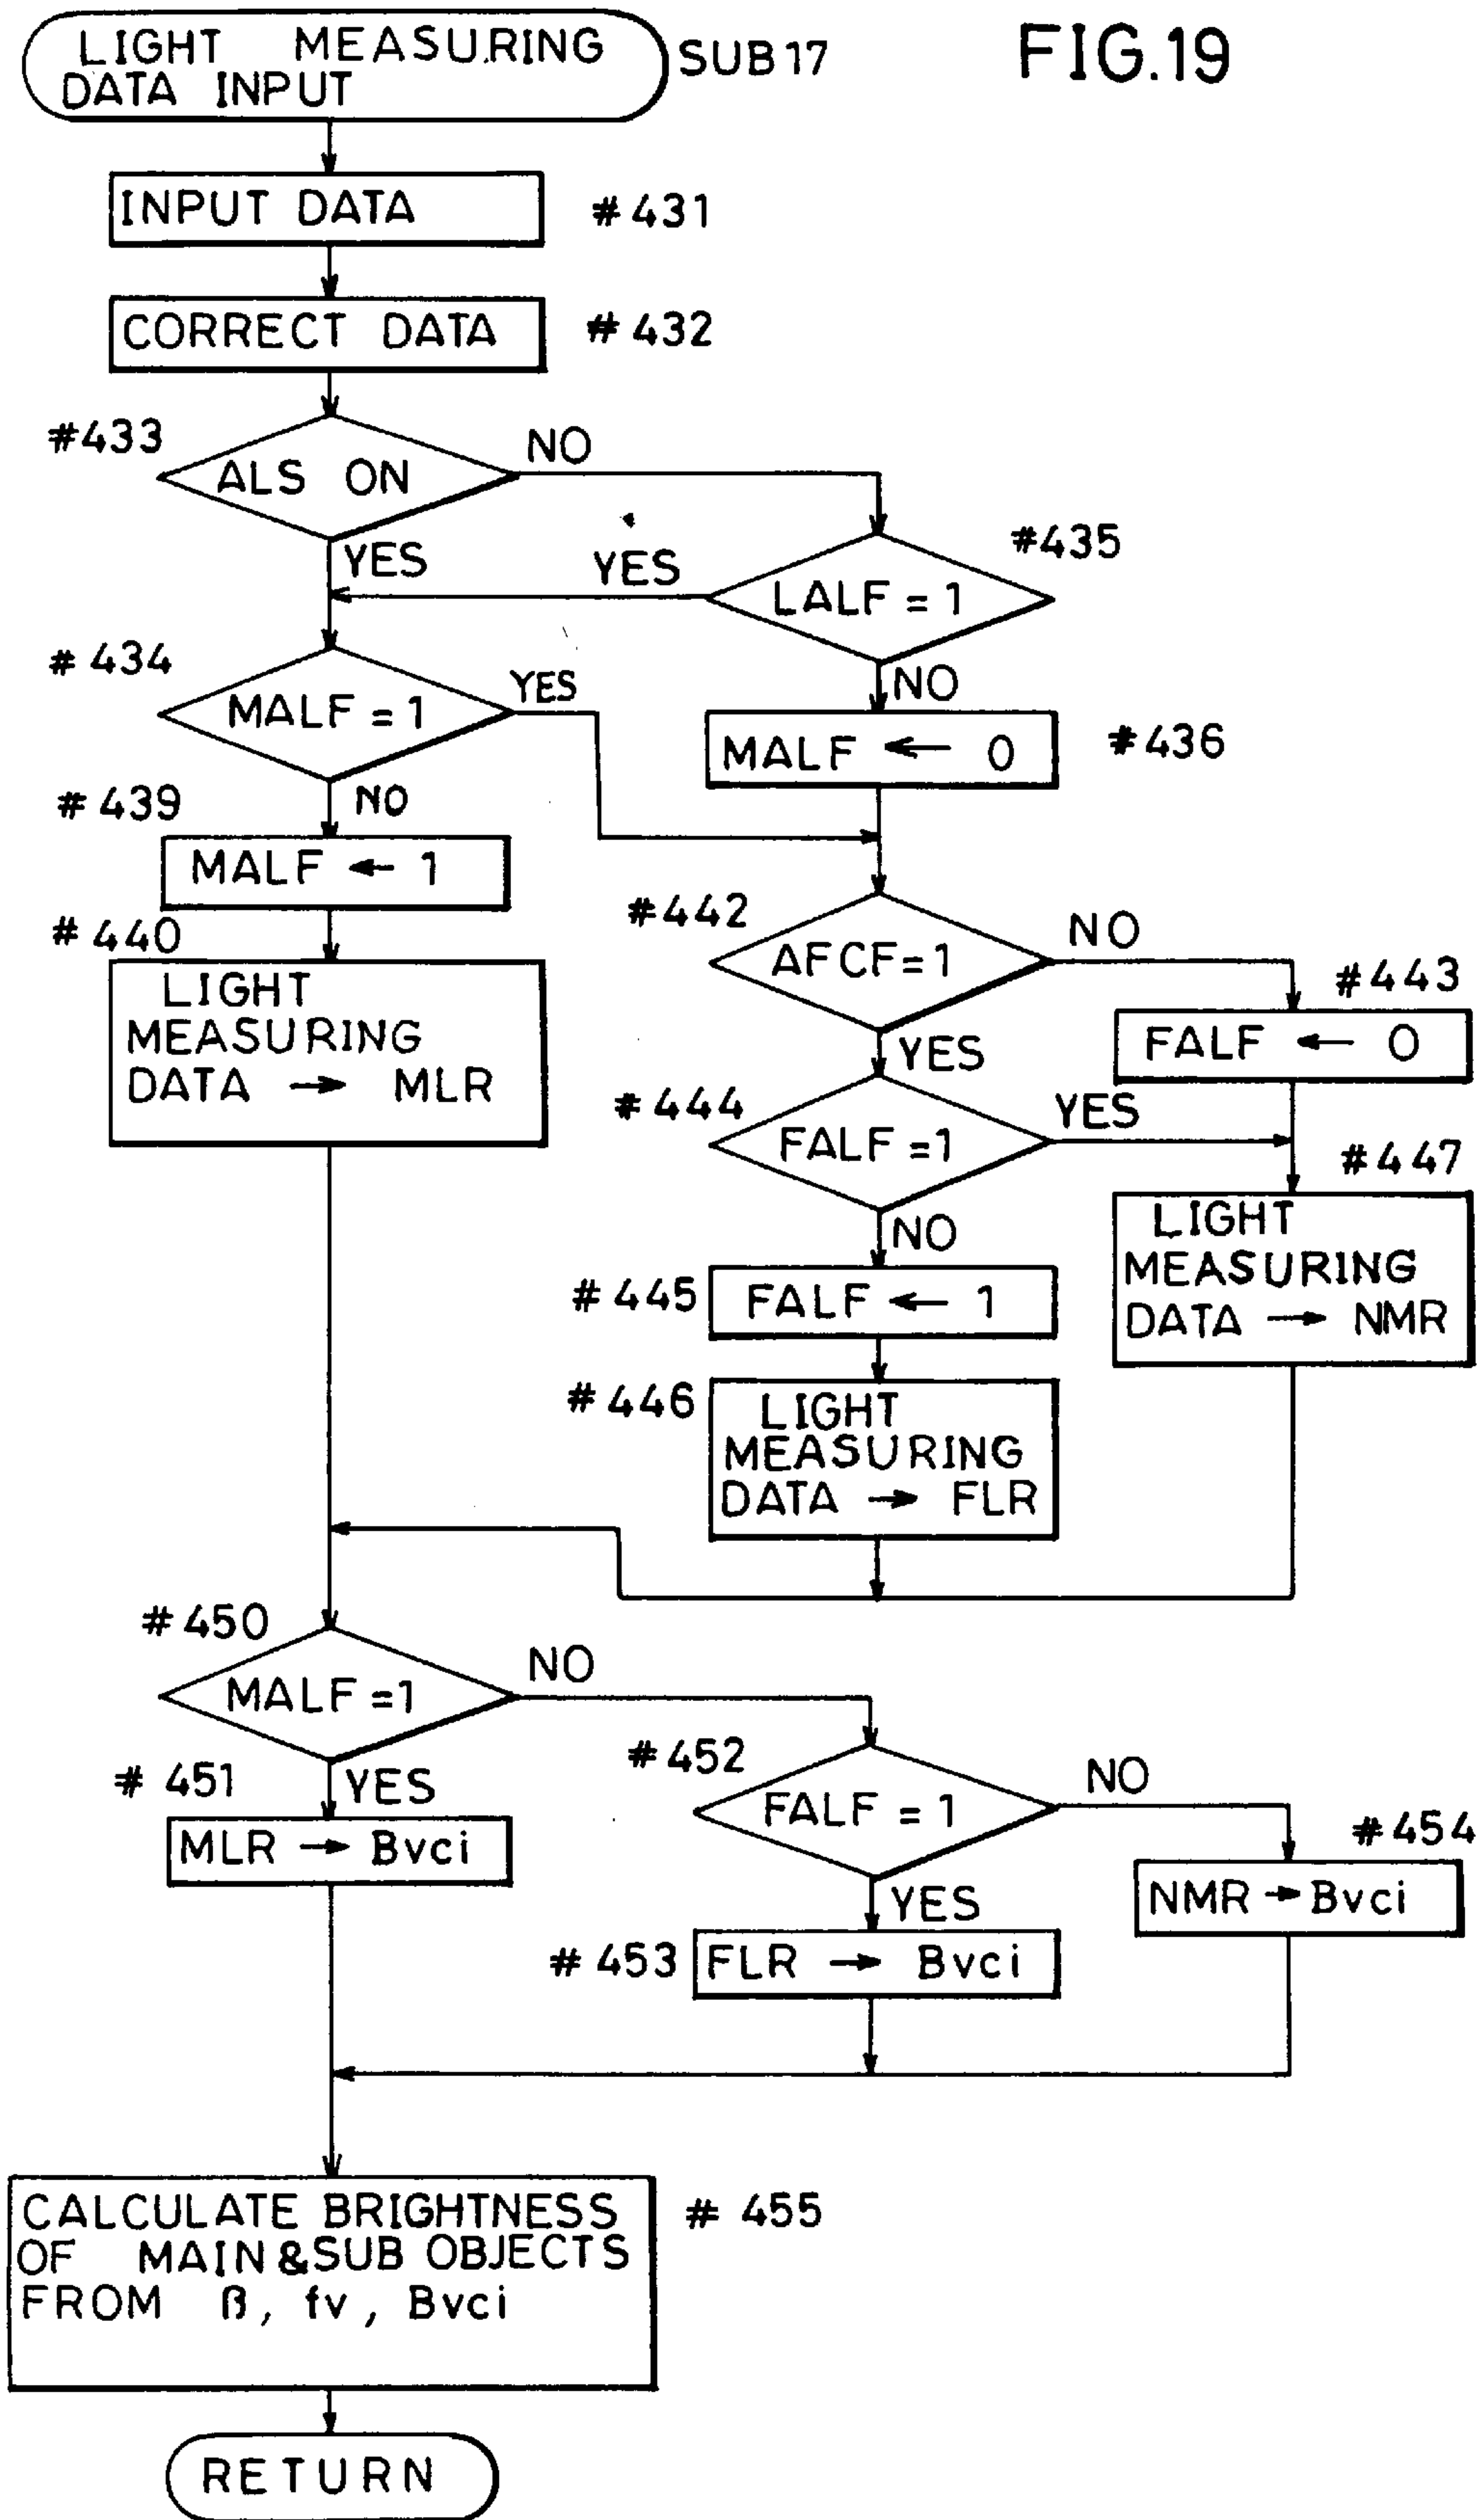 FIG.19
LIGHT MEASURING
DATA INPUT
SUB 17
INPUT DATA
#431
CORRECT DATA
#432
#433
ALS ON
NO
YES
YES
#435
LALF = 1
#434
MALF = 1
YES
NO
MALF ← 0
#436
#439
NO
MALF ← 1
#440
LIGHT
MEASURING
DATA → MLR
#442
AFCF=1
NO
#443
FALF ← 0
YES
#444
FALF=1
YES
#447
LIGHT
MEASURING
DATA → NMR
NO
#445
FALF ← 1
#446
LIGHT
MEASURING
DATA → FLR
#450
MALF =1
NO
#451
YES
MLR → Bvci
#452
FALF = 1
NO
#454
NMR → Bvci
YES
#453
FLR → Bvci
CALCULATE BRIGHTNESS
OF MAIN & SUB OBJECTS
FROM β, fv, Bvci
# 455
RETURN